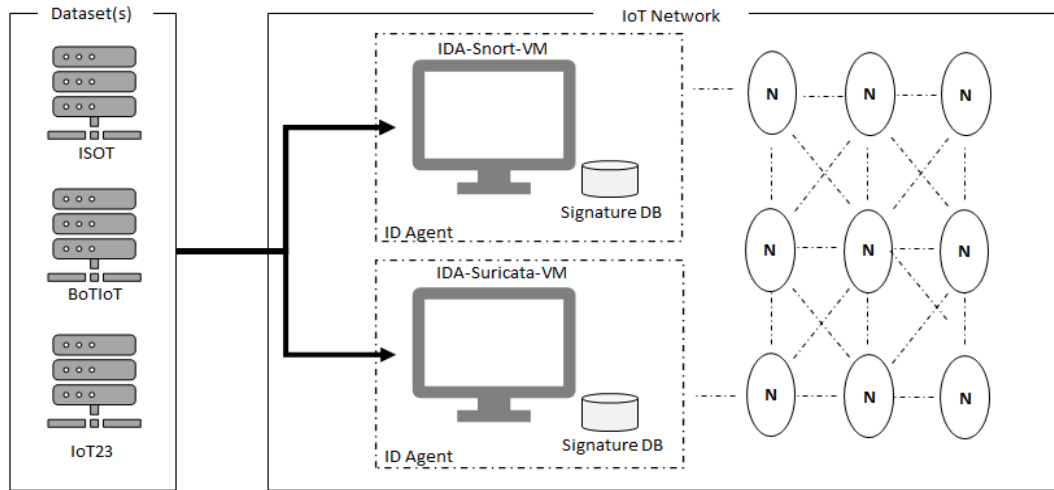 Dataset(s)
ISOT
BoTIoT
IoT23
IoT Network
IDA-Snort-VM
Signature DB
ID Agent
IDA-Suricata-VM
Signature DB
ID Agent
N N N
N N N
N N N